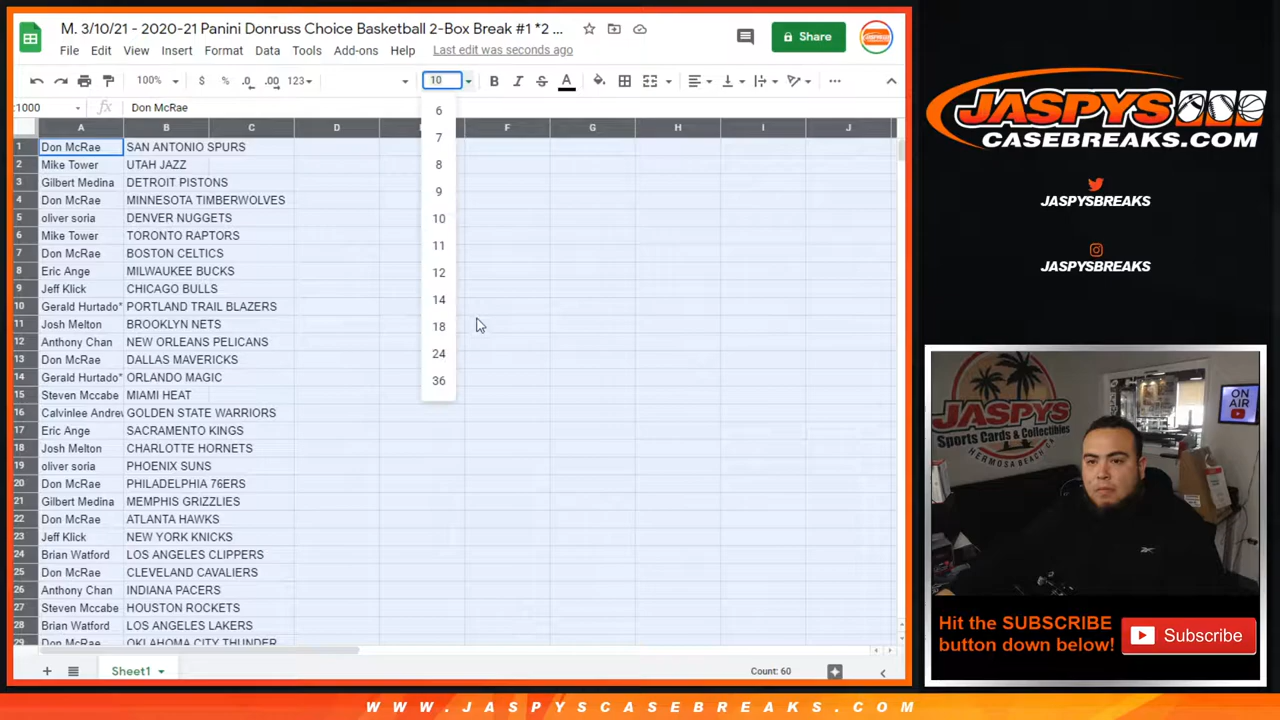 M. 3/10/21 - 2020-21 Panini Donruss Choice Basketball 2-Box Break #1 *2 ...
File Edit View Insert Format Data Tools Add-ons Help Last edit was seconds ago
Share
100% $ % .0 .00 123 10 B I S A
:1000 fx Don McRae
A B C D F G H I J
1 Don McRae SAN ANTONIO SPURS
2 Mike Tower UTAH JAZZ
3 Gilbert Medina DETROIT PISTONS
4 Don McRae MINNESOTA TIMBERWOLVES
5 oliver soria DENVER NUGGETS
6 Mike Tower TORONTO RAPTORS
7 Don McRae BOSTON CELTICS
8 Eric Ange MILWAUKEE BUCKS
9 Jeff Klick CHICAGO BULLS
10 Gerald Hurtado* PORTLAND TRAIL BLAZERS
11 Josh Melton BROOKLYN NETS
12 Anthony Chan NEW ORLEANS PELICANS
13 Don McRae DALLAS MAVERICKS
14 Gerald Hurtado* ORLANDO MAGIC
15 Steven Mccabe MIAMI HEAT
16 Calvinlee Andrew GOLDEN STATE WARRIORS
17 Eric Ange SACRAMENTO KINGS
18 Josh Melton CHARLOTTE HORNETS
19 oliver soria PHOENIX SUNS
20 Don McRae PHILADELPHIA 76ERS
21 Gilbert Medina MEMPHIS GRIZZLIES
22 Don McRae ATLANTA HAWKS
23 Jeff Klick NEW YORK KNICKS
24 Brian Watford LOS ANGELES CLIPPERS
25 Don McRae CLEVELAND CAVALIERS
26 Anthony Chan INDIANA PACERS
27 Steven Mccabe HOUSTON ROCKETS
28 Brian Watford LOS ANGELES LAKERS
29 Don McRae OKLAHOMA CITY THUNDER
6
7
8
9
10
11
12
14
18
24
36
Sheet1
Count: 60
JASPYS
CASEBREAKS.COM
JASPYSBREAKS
JASPYSBREAKS
JASPYS
Sports Cards & Collectibles
HERMOSA BEACH CA
ON
AIR
Hit the SUBSCRIBE
button down below!
Subscribe
WWW.JASPYSCASEBREAKS.COM